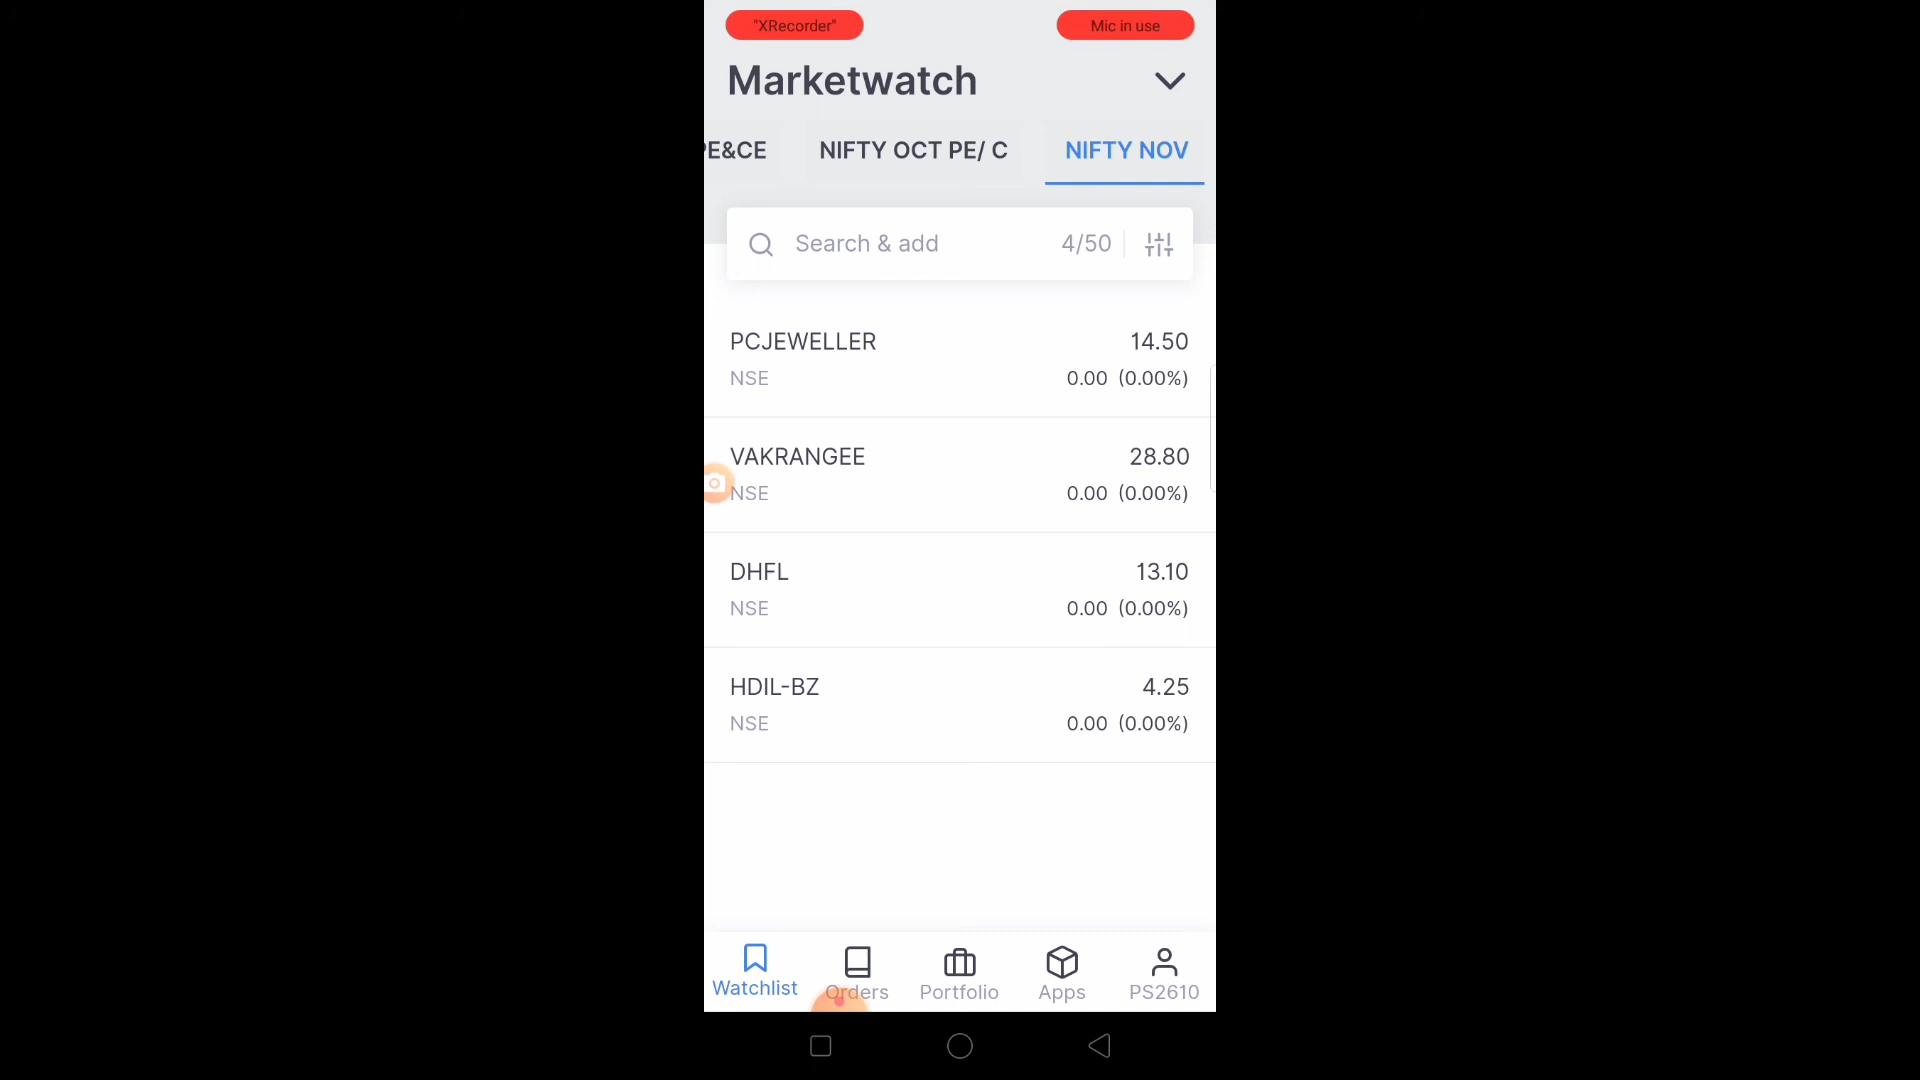 "XRecorder"
Mic in use
Marketwatch
PE&CE
NIFTY OCT PE/ C
NIFTY NOV
Search & add
4/50
PCJEWELLER
14.50
NSE
0.00 (0.00%)
VAKRANGEE
28.80
NSE
0.00 (0.00%)
DHFL
13.10
NSE
0.00 (0.00%)
HDIL-BZ
4.25
NSE
0.00 (0.00%)
Watchlist
Orders
Portfolio
Apps
PS2610